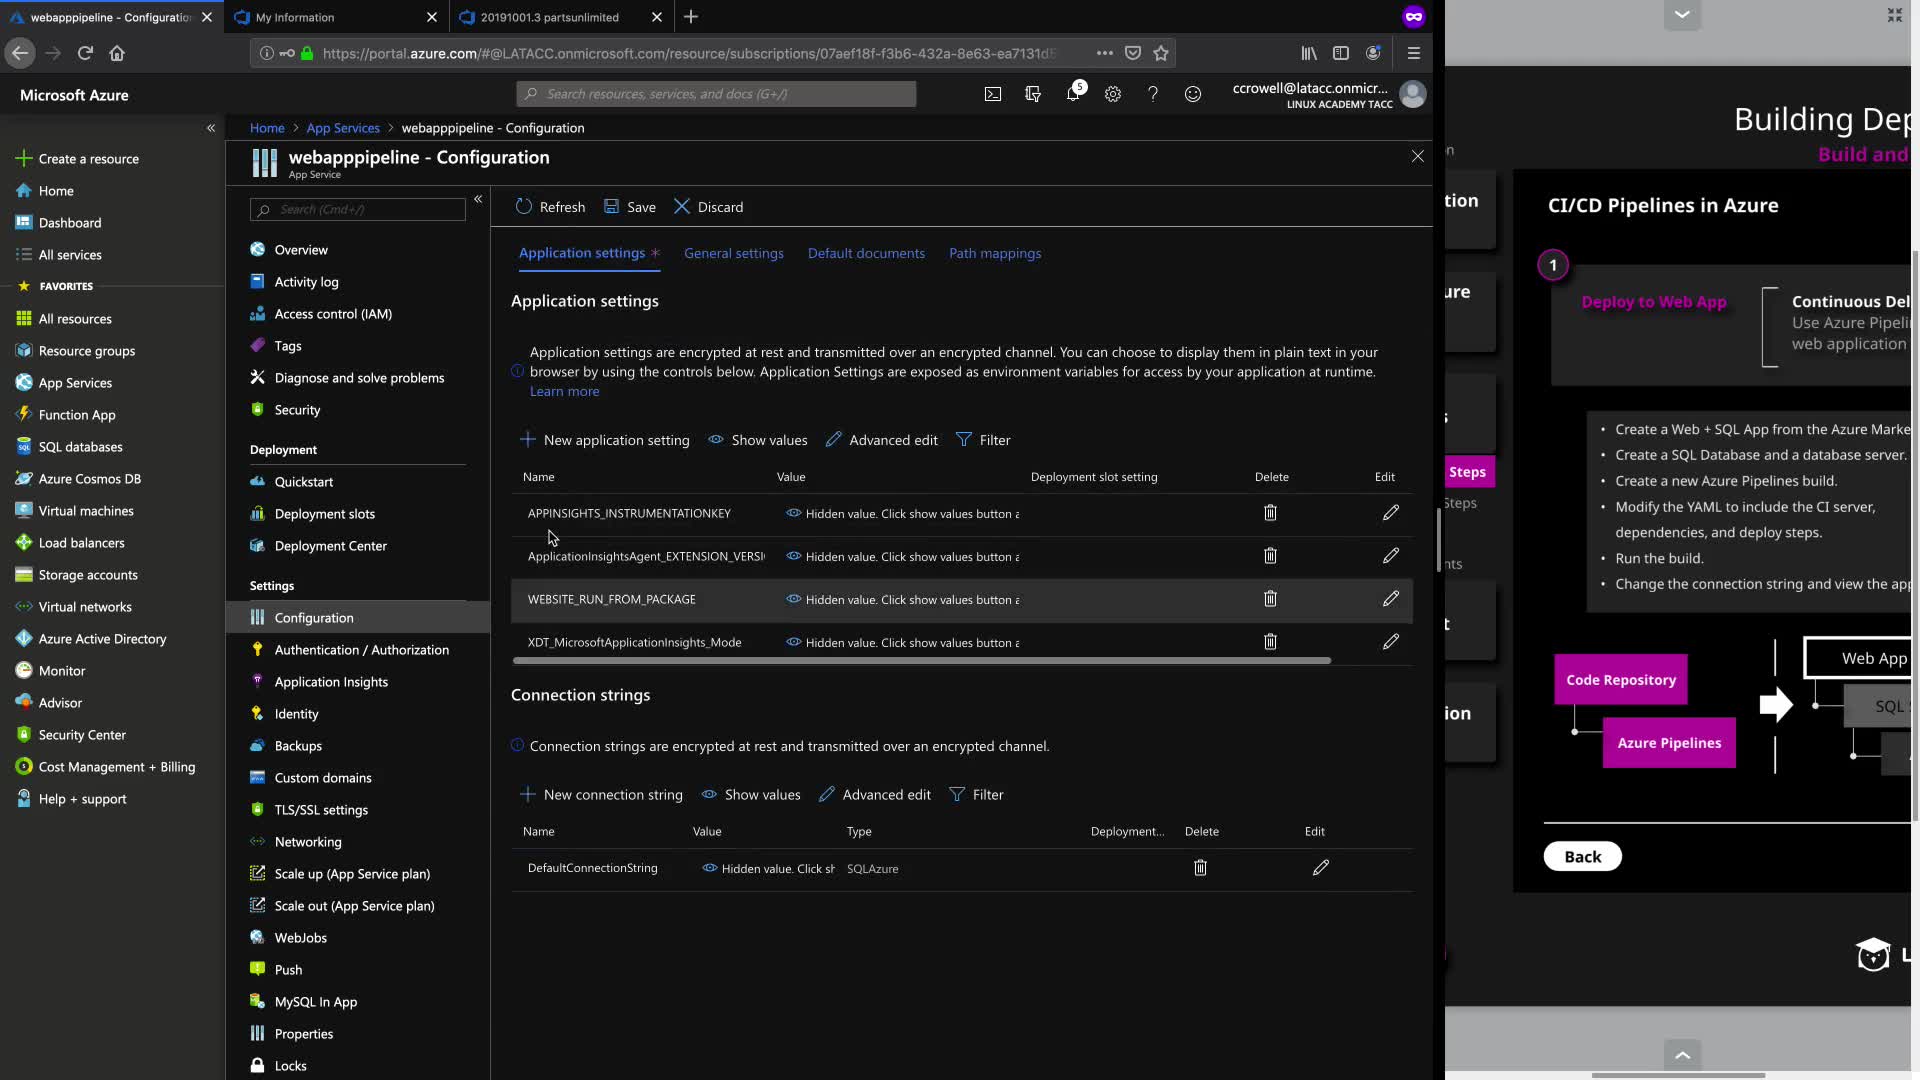 webapppipeline - Configuration
My Information
20191001.3 partsunlimited
https://portal.azure.com/#@LATACC.onmicrosoft.com/resource/subscriptions/07aef18f-f3b6-432a-8e63-ea7131d5
Microsoft Azure
Search resources, services, and docs (G+/)
5
ccrowell@latacc.onmicr...
LINUX ACADEMY TACC
Create a resource
Home
Dashboard
All services
FAVORITES
All resources
Resource groups
App Services
Function App
SQL databases
Azure Cosmos DB
Virtual machines
Load balancers
Storage accounts
Virtual networks
Azure Active Directory
Monitor
Advisor
Security Center
Cost Management + Billing
Help + support
Home > App Services > webapppipeline - Configuration
webapppipeline - Configuration
App Service
Search (Cmd+/)
Overview
Activity log
Access control (IAM)
Tags
Diagnose and solve problems
Security
Deployment
Quickstart
Deployment slots
Deployment Center
Settings
Configuration
Authentication / Authorization
Application Insights
Identity
Backups
Custom domains
TLS/SSL settings
Networking
Scale up (App Service plan)
Scale out (App Service plan)
WebJobs
Push
MySQL In App
Properties
Locks
Refresh Save Discard
Application settings * General settings Default documents Path mappings
Application settings
Application settings are encrypted at rest and transmitted over an encrypted channel. You can choose to display them in plain text in your
browser by using the controls below. Application Settings are exposed as environment variables for access by your application at runtime.
Learn more
New application setting Show values Advanced edit Filter
Name Value Deployment slot setting Delete Edit
APPINSIGHTS_INSTRUMENTATIONKEY Hidden value. Click show values button a
ApplicationInsightsAgent_EXTENSION_VERSI Hidden value. Click show values button a
WEBSITE_RUN_FROM_PACKAGE Hidden value. Click show values button a
XDT_MicrosoftApplicationInsights_Mode Hidden value. Click show values button a
Connection strings
Connection strings are encrypted at rest and transmitted over an encrypted channel.
New connection string Show values Advanced edit Filter
Name Value Type Deployment... Delete Edit
DefaultConnectionString Hidden value. Click sh SQLAzure
Building Dep
Build and
n
tion
ure
s
Steps
Steps
nts
t
ion
CI/CD Pipelines in Azure
1
Deploy to Web App
Continuous Del
Use Azure Pipeli
web application
• Create a Web + SQL App from the Azure Marke
• Create a SQL Database and a database server.
• Create a new Azure Pipelines build.
• Modify the YAML to include the CI server,
dependencies, and deploy steps.
• Run the build.
• Change the connection string and view the app
Code Repository
Azure Pipelines
Web App
SQL S
Back
L